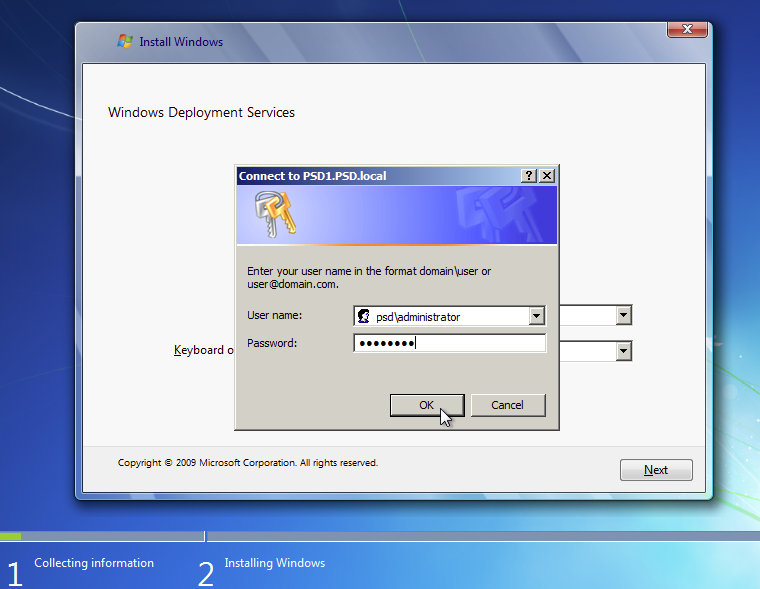 Install Windows
Windows Deployment Services
Connect to PSD1.PSD.local
Enter your user name in the format domain\user or
user@domain.com.
User name:
psd\administrator
Password:
●●●●●●●●
Keyboard o
OK
Cancel
Copyright © 2009 Microsoft Corporation. All rights reserved.
Next
1 Collecting information
2 Installing Windows